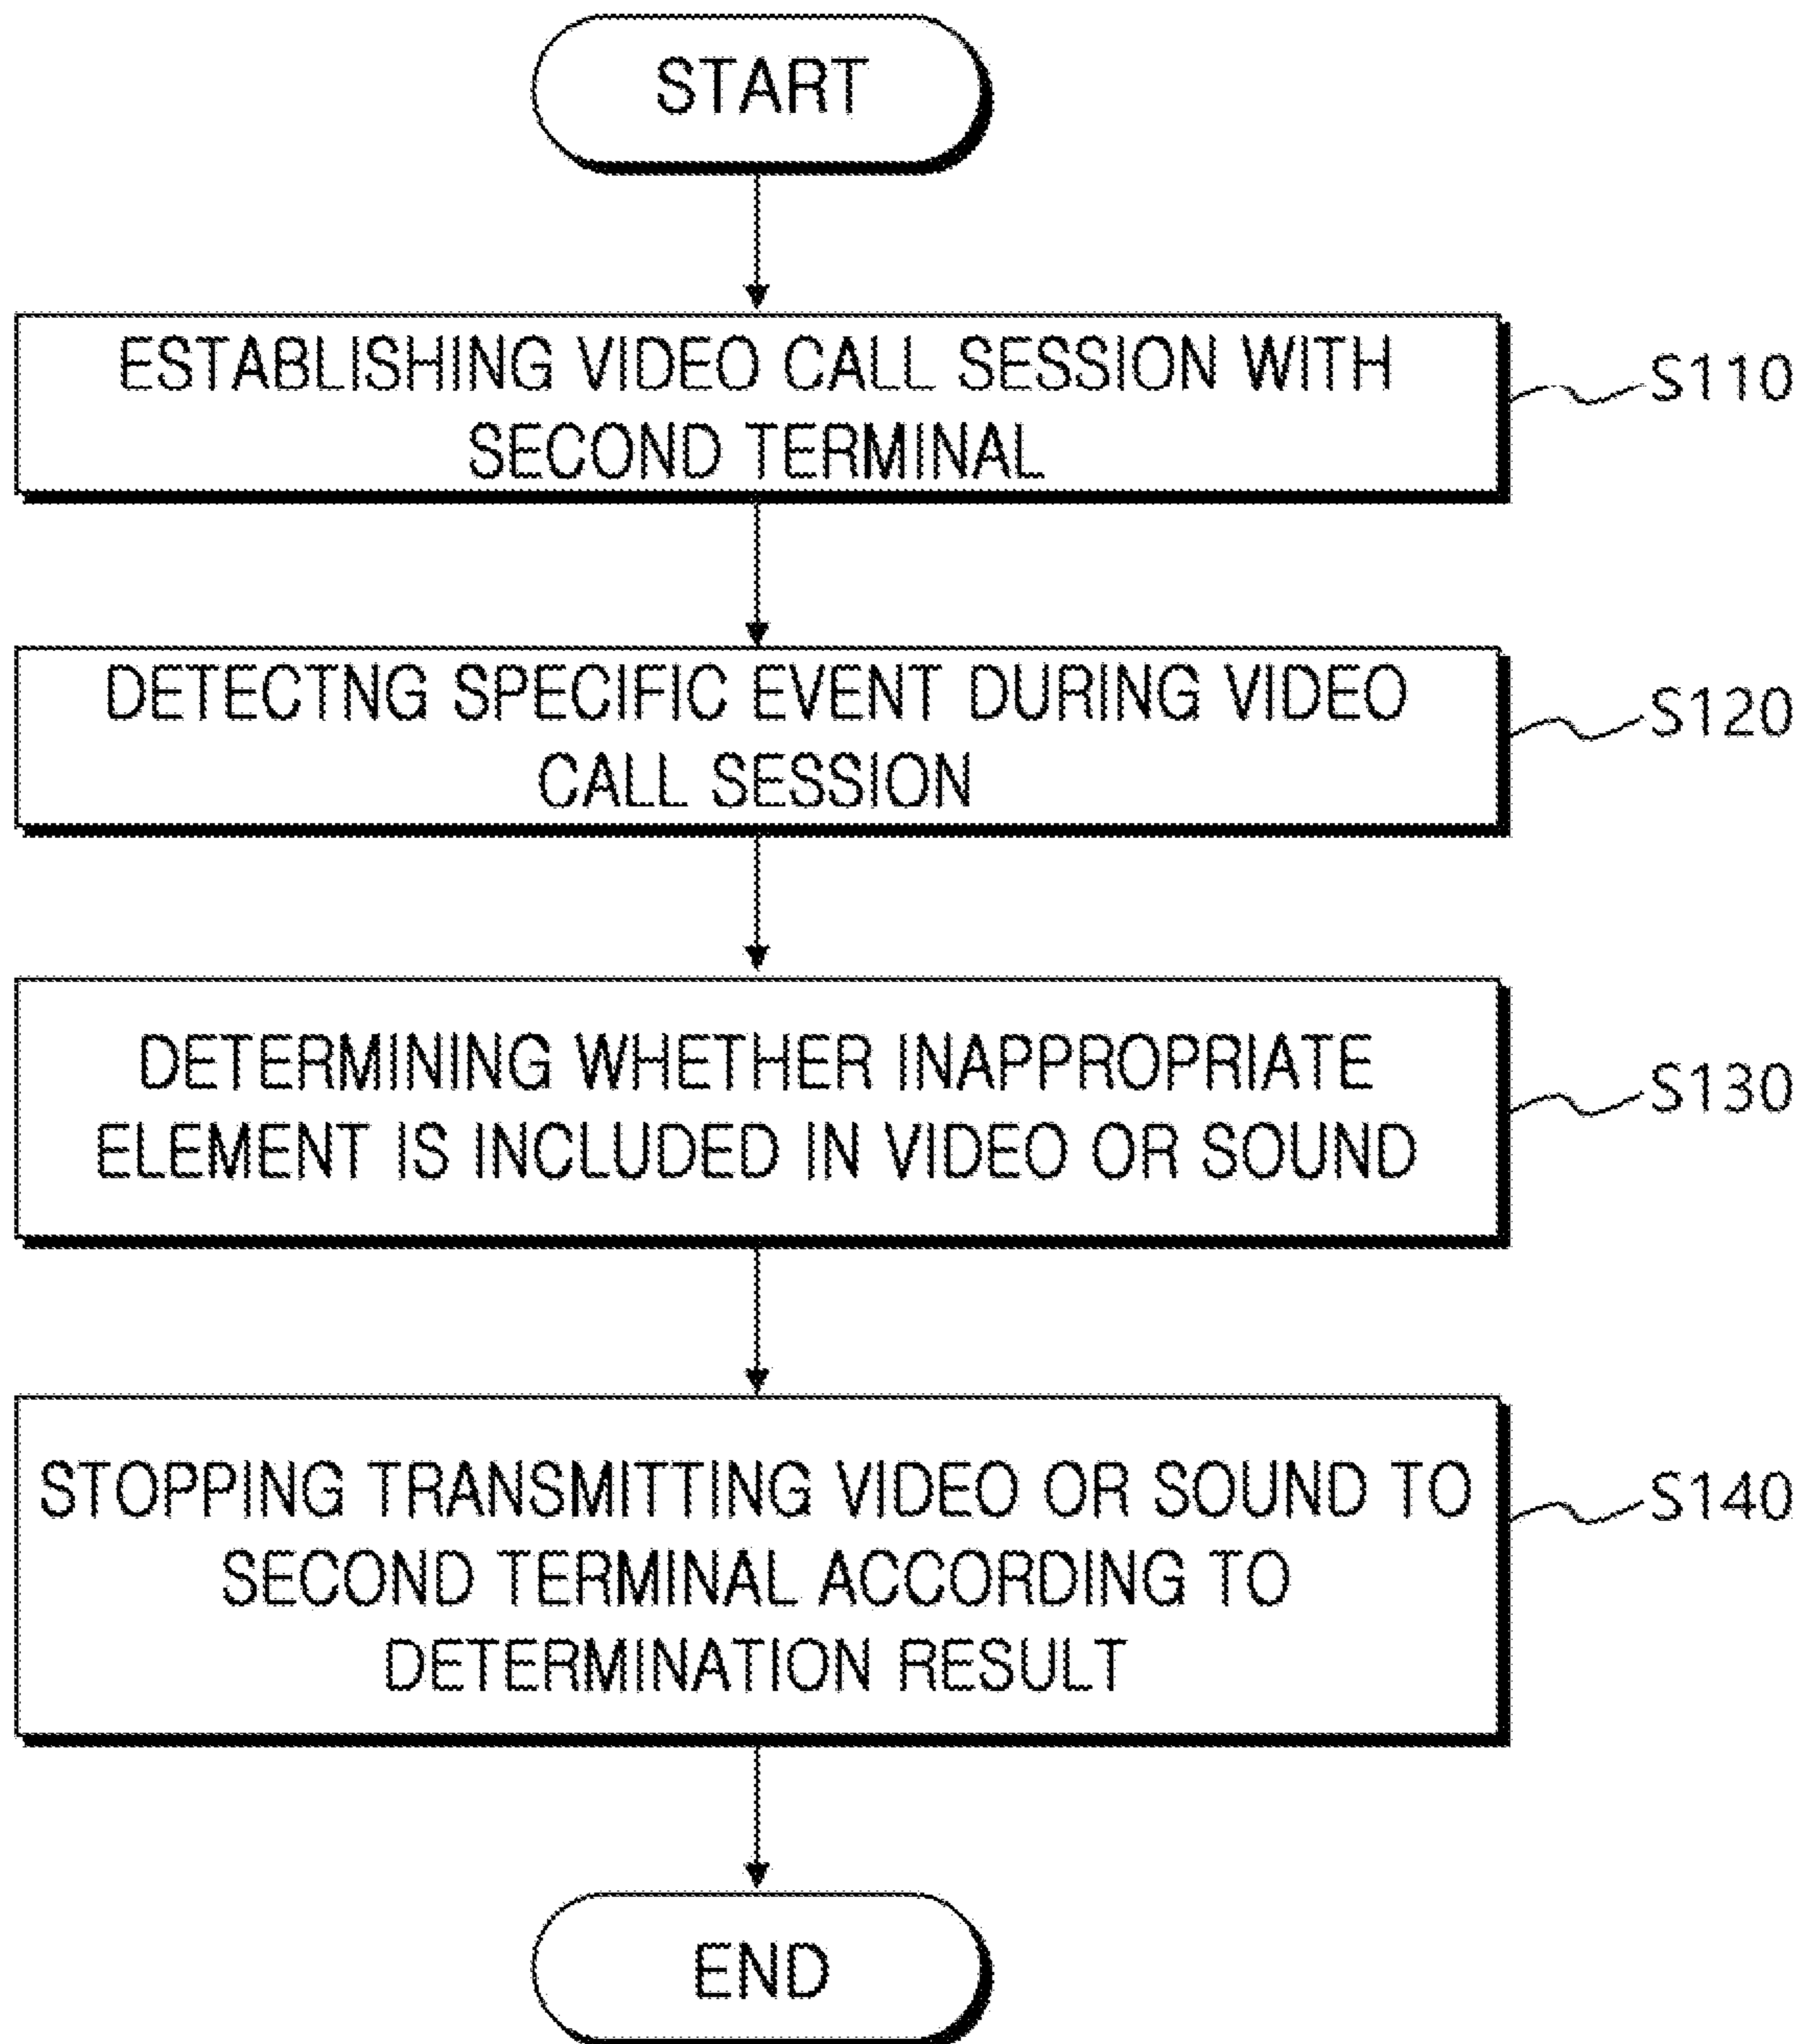 START
ESTABLISHING VIDEO CALL SESSION WITH
SECOND TERMINAL
S110
DETECTNG SPECIFIC EVENT DURING VIDEO
CALL SESSION
S120
DETERMINING WHETHER INAPPROPRIATE
ELEMENT IS INCLUDED IN VIDEO OR SOUND
S130
STOPPING TRANSMITTING VIDEO OR SOUND TO
SECOND TERMINAL ACCORDING TO
DETERMINATION RESULT
S140
END